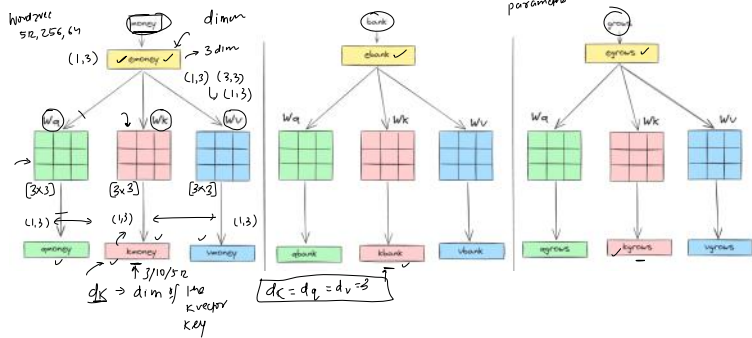 word2vec
512, 256, 64
money
dimen
(1,3)
✓ emoney ✓
3 dim
(1,3) (3,3)
↳ (1,3)
Wq
Wk
Wv
[3x3]
[3x3]
[3x3]
(1,3)
(1,3)
(1,3)
qmoney
kmoney
vmoney
3/10/512
dk → dim of the
k vector
key
bank
ebank ✓
Wq
Wk
Wv
qbank
kbank
vbank
dk = dq = dv = 3
grows
egrows ✓
Wq
Wk
Wv
qgrows
kgrows
vgrows